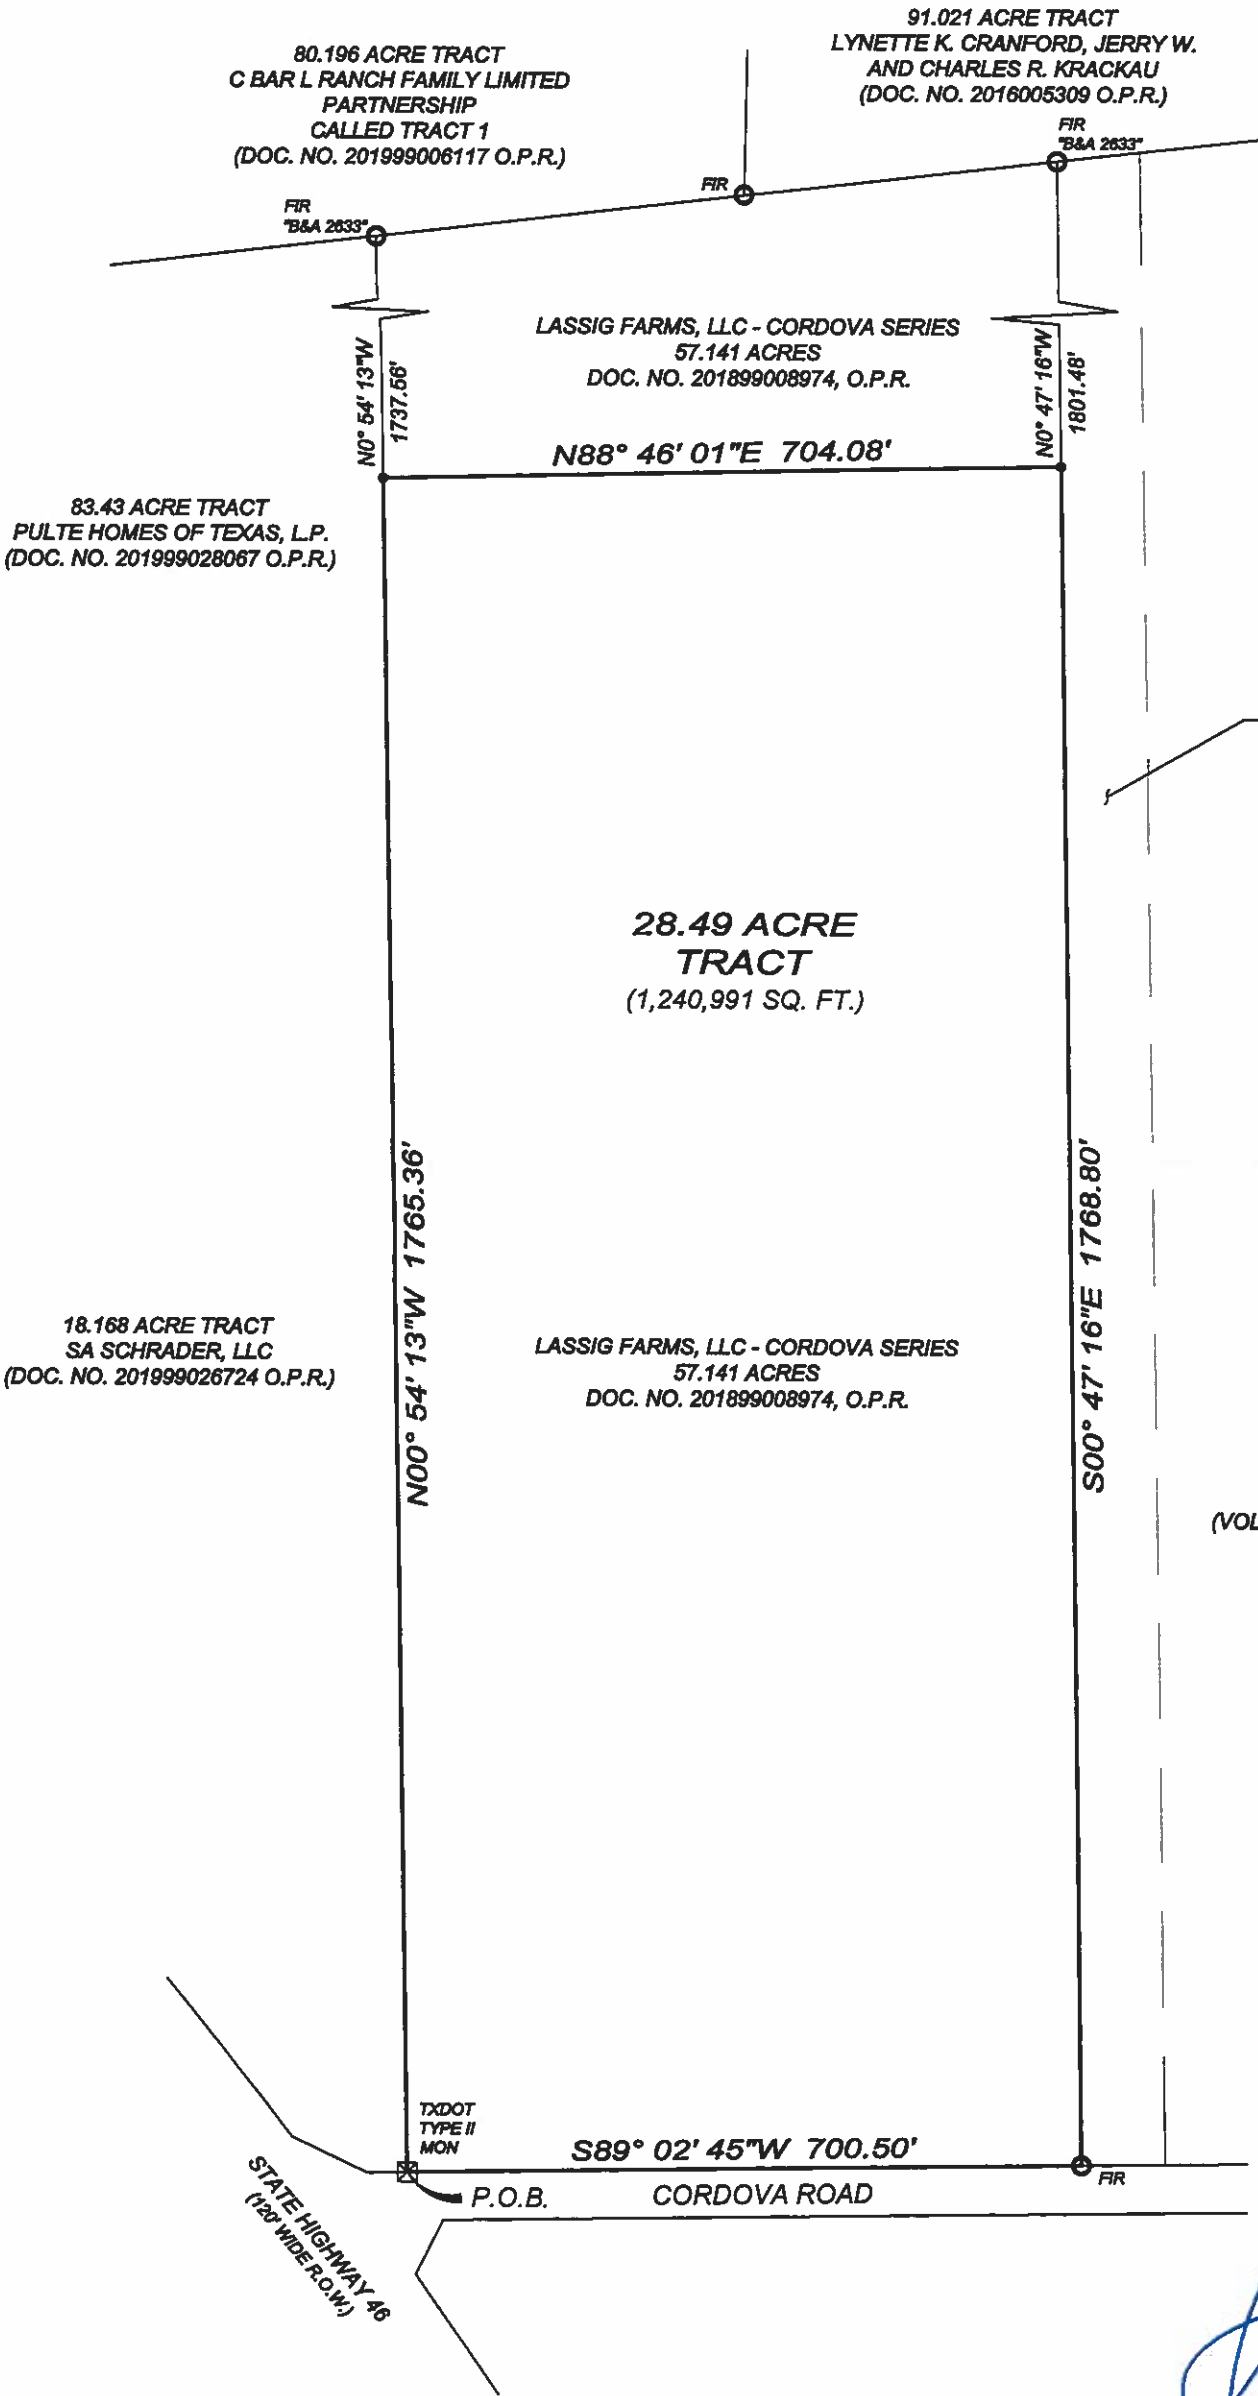 91.021 ACRE TRACT
LYNETTE K. CRANFORD, JERRY W.
AND CHARLES R. KRACKAU
(DOC. NO. 2016005309 O.P.R.)
80.196 ACRE TRACT
C BAR L RANCH FAMILY LIMITED
PARTNERSHIP
CALLED TRACT 1
(DOC. NO. 201999006117 O.P.R.)
FIR
"B&A 2633"
FIR
FIR
"B&A 2633"
LASSIG FARMS, LLC - CORDOVA SERIES
57.141 ACRES
DOC. NO. 201899008974, O.P.R.
N0° 54' 13"W
1737.56'
N0° 47' 16"W
1801.48'
N88° 46' 01"E 704.08'
83.43 ACRE TRACT
PULTE HOMES OF TEXAS, L.P.
(DOC. NO. 201999028067 O.P.R.)
28.49 ACRE
TRACT
(1,240,991 SQ. FT.)
N00° 54' 13"W 1765.36'
S00° 47' 16"E 1768.80'
18.168 ACRE TRACT
SA SCHRADER, LLC
(DOC. NO. 201999026724 O.P.R.)
LASSIG FARMS, LLC - CORDOVA SERIES
57.141 ACRES
DOC. NO. 201899008974, O.P.R.
(VOL
TXDOT
TYPE II
MON
S89° 02' 45"W 700.50'
FIR
P.O.B.
CORDOVA ROAD
STATE HIGHWAY 46
(120' WIDE R.O.W.)